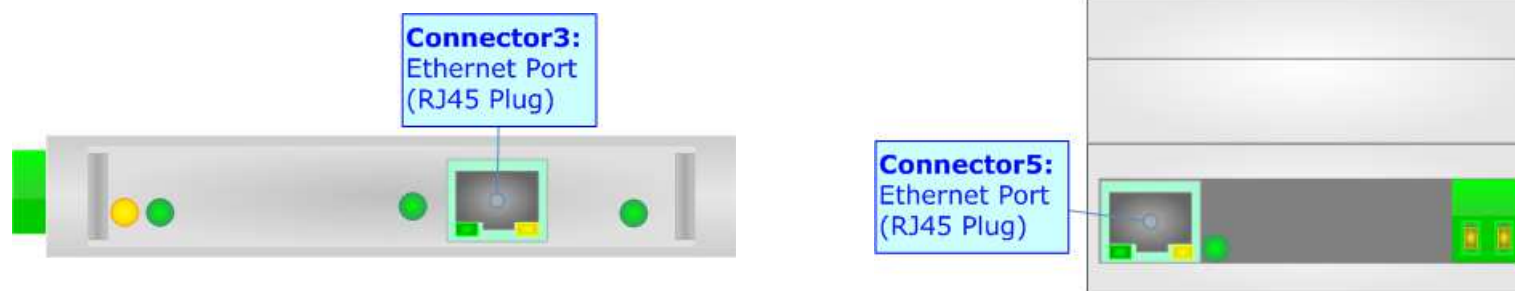 Connector3:
Ethernet Port
(RJ45 Plug)
Connector5:
Ethernet Port
(RJ45 Plug)